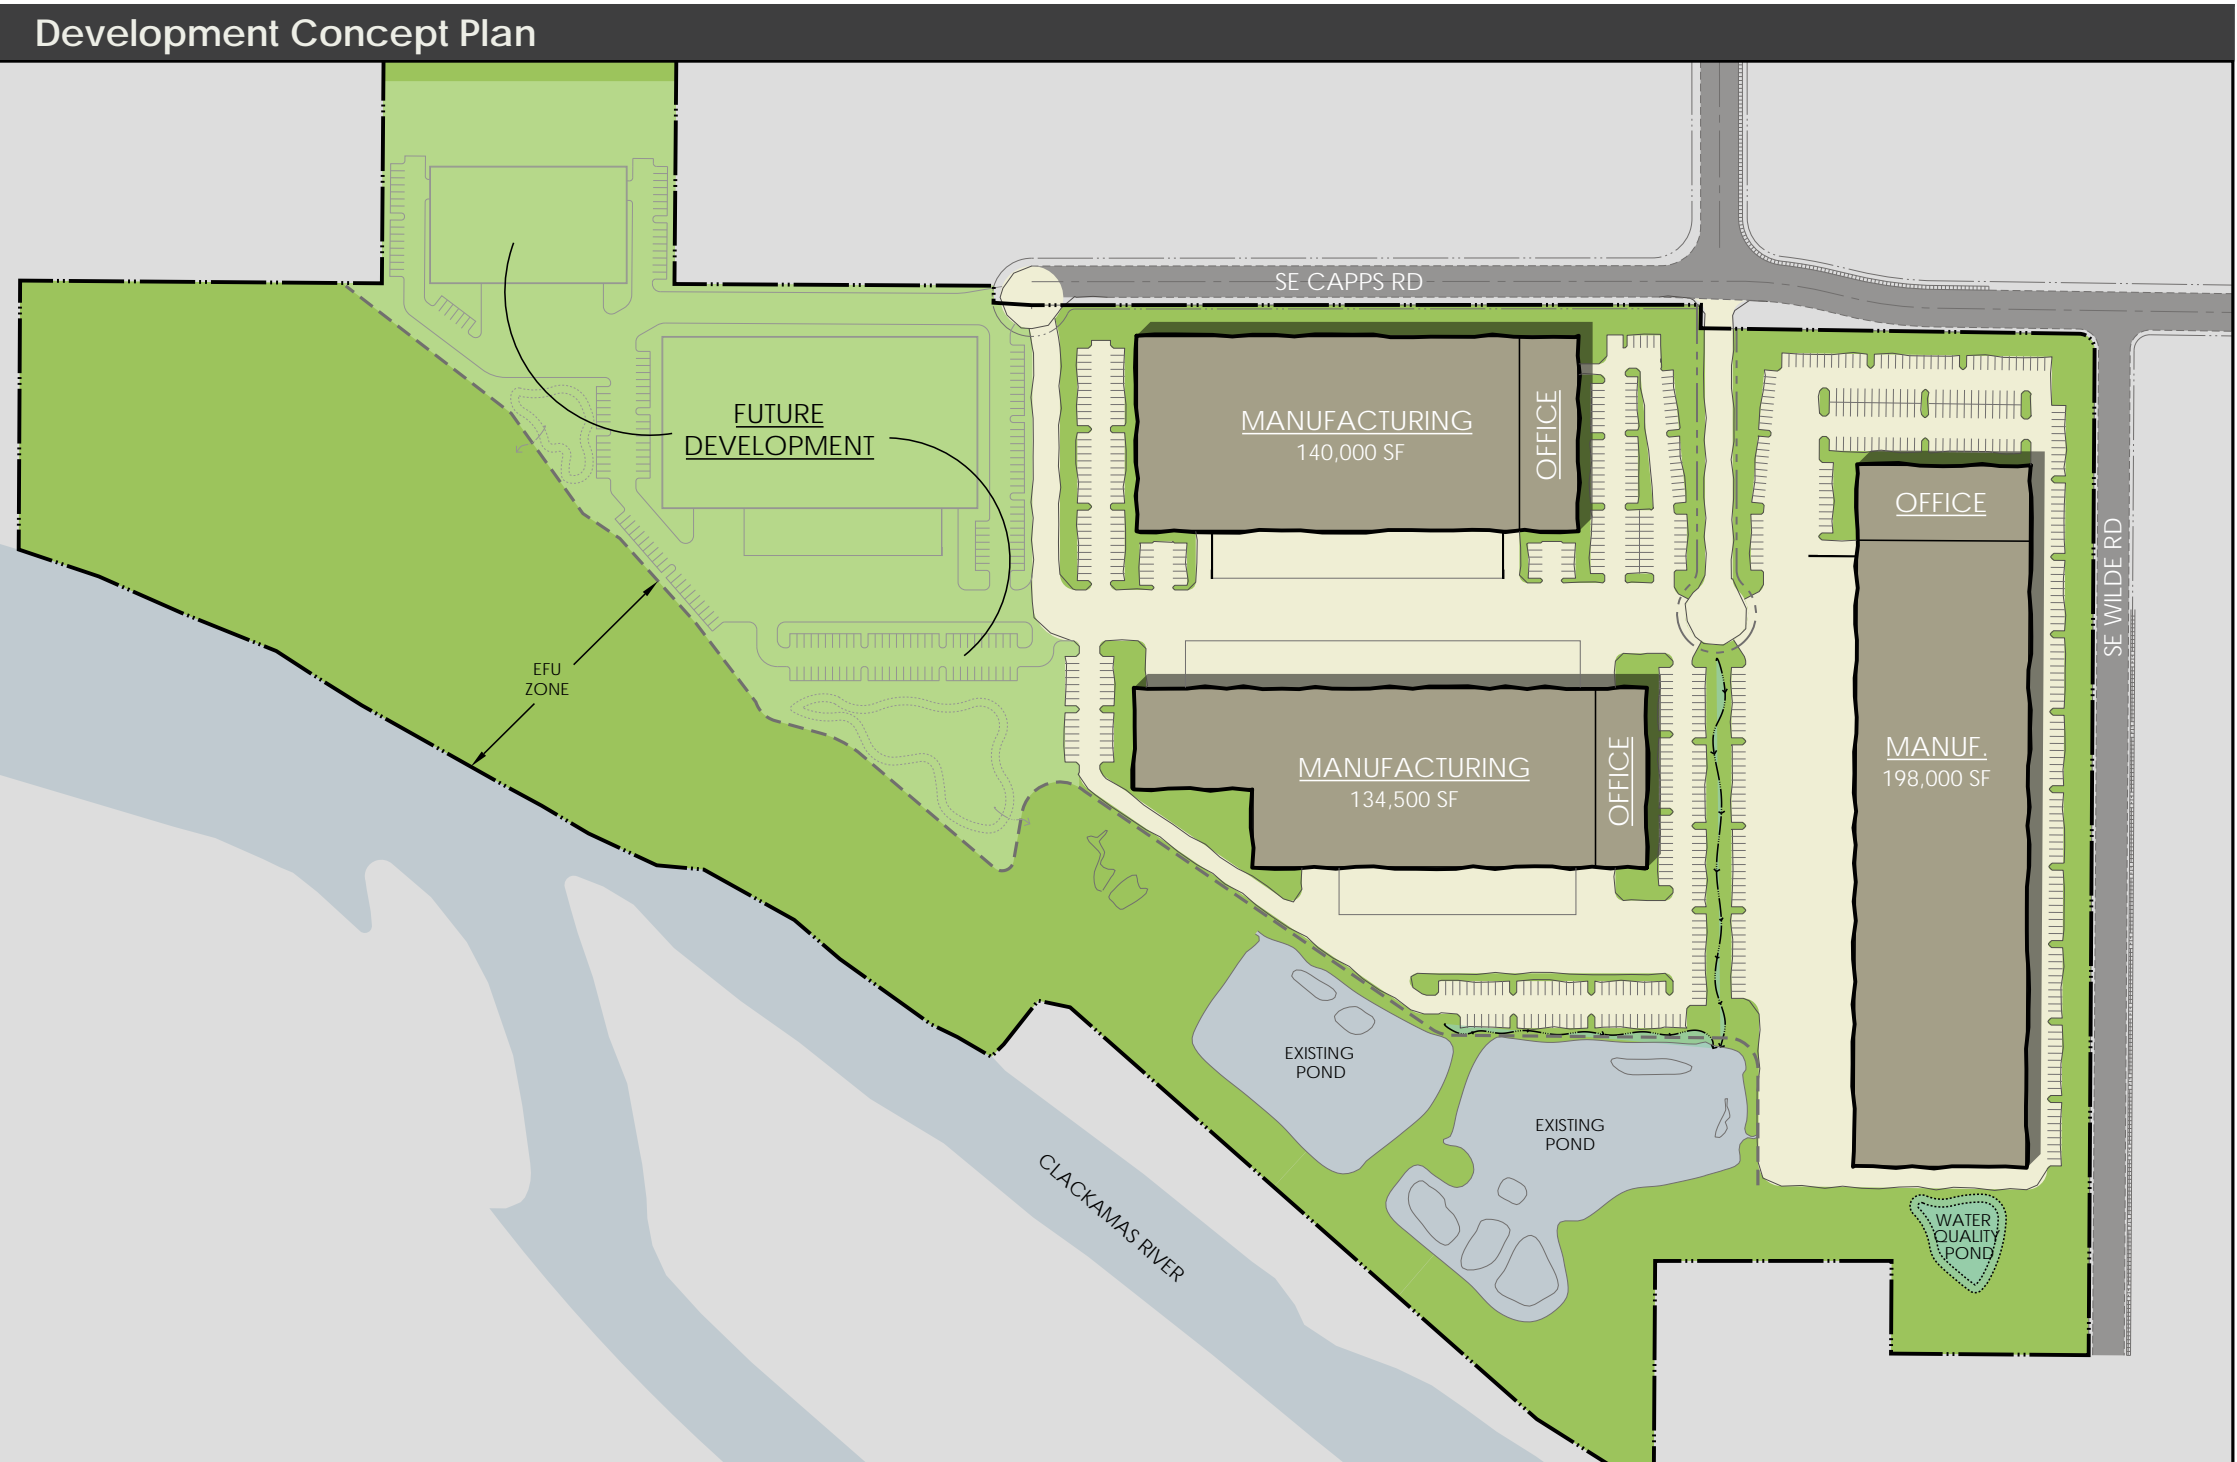 Development Concept Plan
SE CAPPS RD
FUTURE
DEVELOPMENT
MANUFACTURING
140,000 SF
OFFICE
OFFICE
SE WILDE RD
EFU
ZONE
MANUFACTURING
134,500 SF
OFFICE
MANUF.
198,000 SF
EXISTING
POND
EXISTING
POND
CLACKAMAS RIVER
WATER
QUALITY
POND